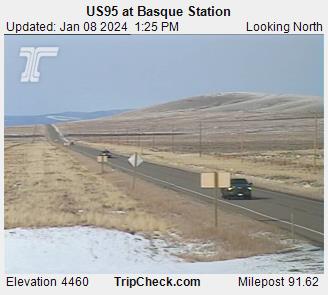 US95 at Basque Station
Updated: Jan 08 2024 1:25 PM Looking North
Elevation 4460 TripCheck.com Milepost 91.62